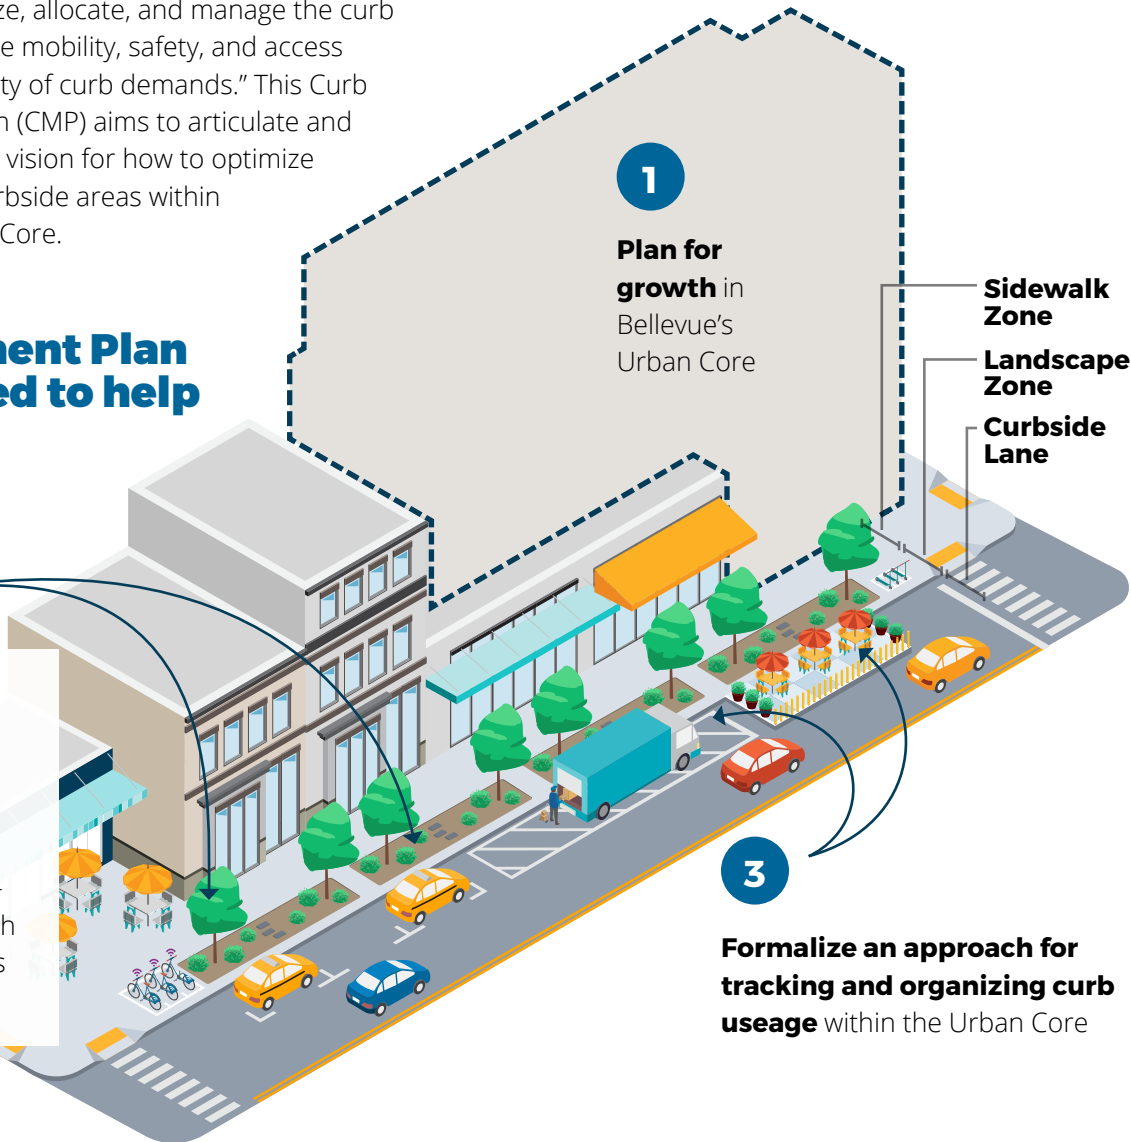 ze, allocate, and manage the curb
e mobility, safety, and access
ty of curb demands.” This Curb
n (CMP) aims to articulate and
vision for how to optimize
rbside areas within
Core.
ment Plan
ed to help
1
Plan for
growth in
Bellevue’s
Urban Core
Sidewalk
Zone
Landscape
Zone
Curbside
Lane
h
s
3
Formalize an approach for
tracking and organizing curb
useage within the Urban Core